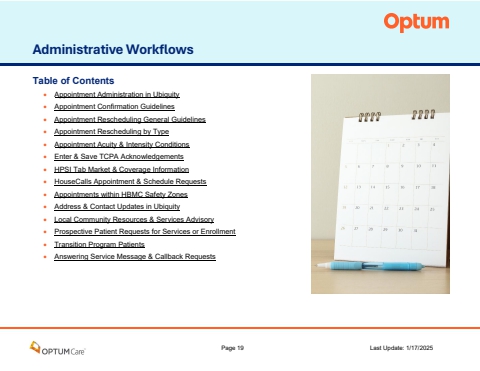 Optum
Administrative Workflows
Table of Contents
Appointment Administration in Ubiquity
Appointment Confirmation Guidelines
Appointment Rescheduling General Guidelines
Appointment Rescheduling by Type
Appointment Acuity & Intensity Conditions
Enter & Save TCPA Acknowledgements
HPSI Tab Market & Coverage Information
HouseCalls Appointment & Schedule Requests
Appointments within HBMC Safety Zones
Address & Contact Updates in Ubiquity
Local Community Resources & Services Advisory
Prospective Patient Requests for Services or Enrollment
Transition Program Patients
Answering Service Message & Callback Requests
OPTUMCare
Page 19
Last Update: 1/17/2025